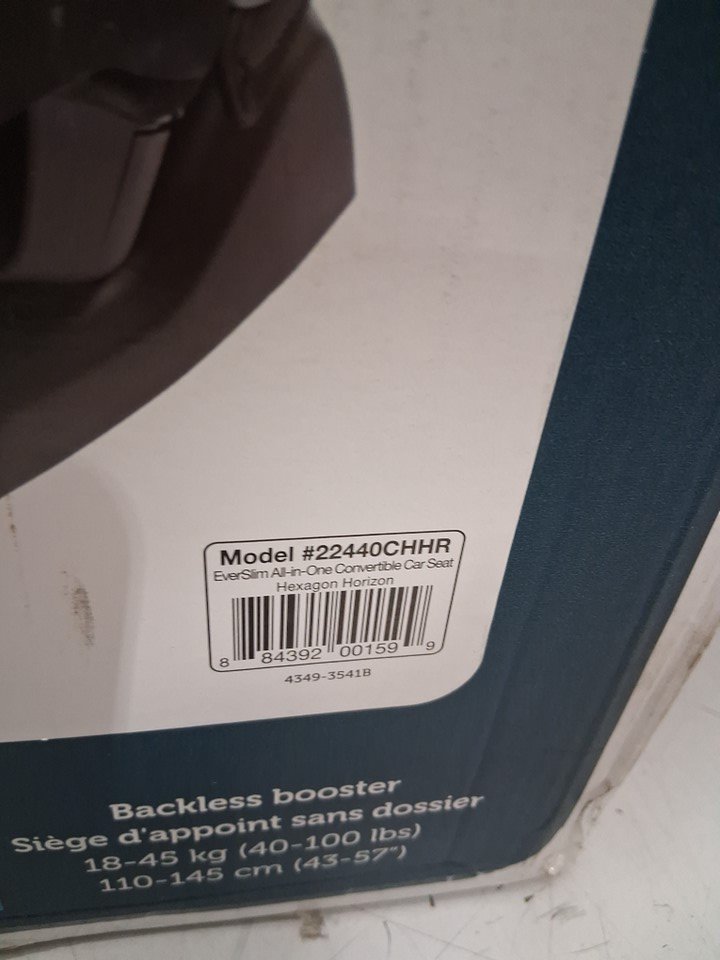 Model #22440CHHR
EverSlim All-in-One Convertible Car Seat
Hexagon Horizon
8 84392 00159 9
4349-3541B
Backless booster
Siège d'appoint sans dossier
18-45 kg (40-100 lbs)
110-145 cm (43-57")